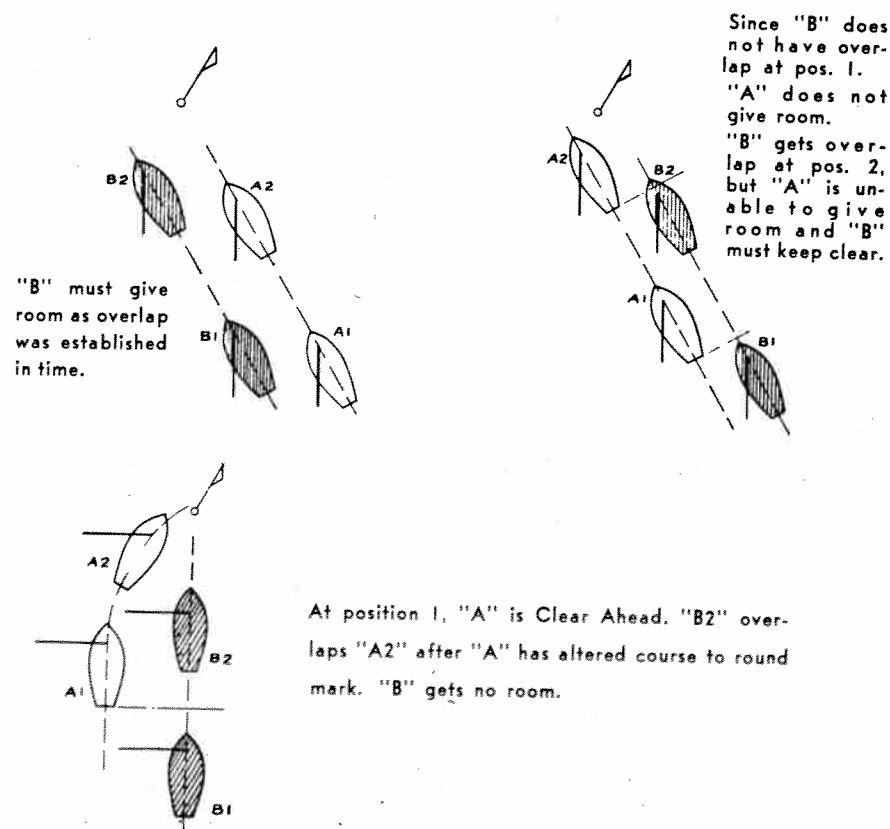 Since "B" does
not have over-
lap at pos. 1.
"A" does not
give room.
"B" gets over-
lap at pos. 2,
but "A" is un-
able to give
room and "B"
must keep clear.
B2
A2
B1
A1
"B" must give
room as overlap
was established
in time.
A2
B2
A1
B1
A2
B2
A1
B1
At position 1, "A" is Clear Ahead. "B2" over-
laps "A2" after "A" has altered course to round
mark. "B" gets no room.